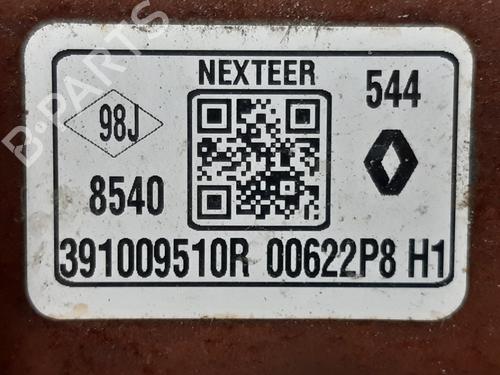 NEXTEER
98J
544
8540
391009510R 00622P8 H1
B-PARTS